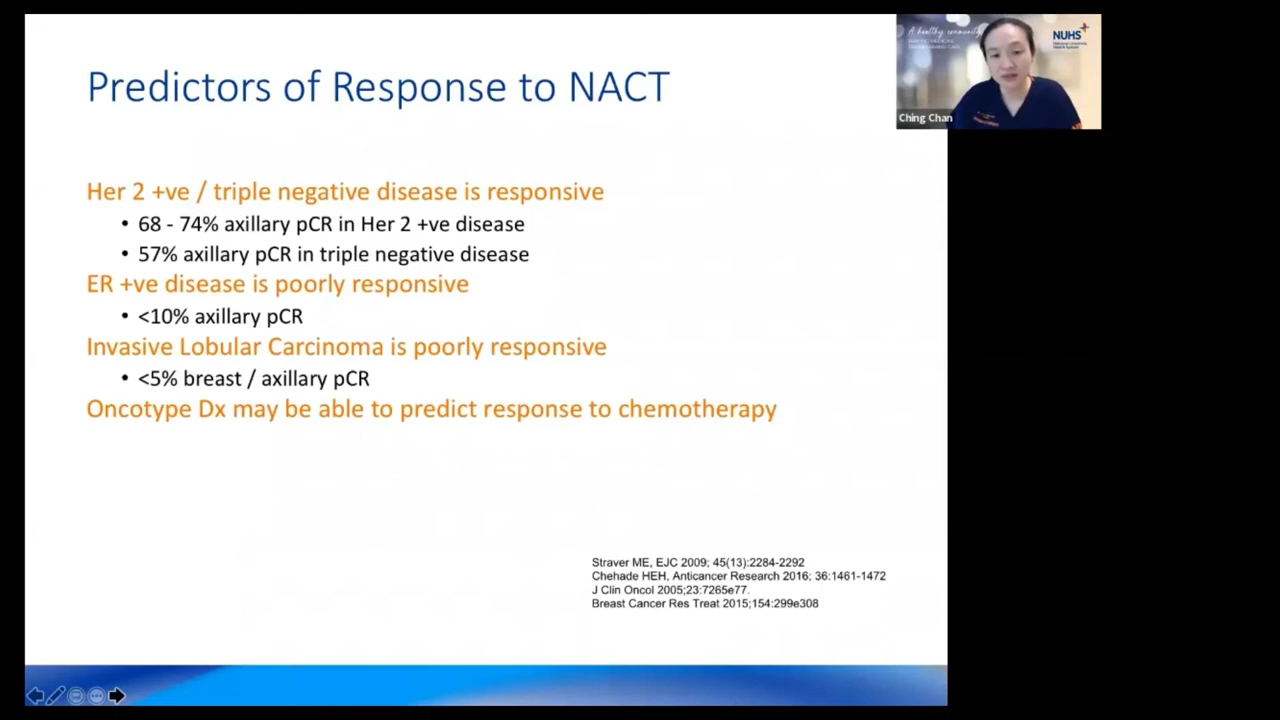 Predictors of Response to NACT
Her 2 +ve / triple negative disease is responsive
• 68 - 74% axillary pCR in Her 2 +ve disease
• 57% axillary pCR in triple negative disease
ER +ve disease is poorly responsive
• <10% axillary pCR
Invasive Lobular Carcinoma is poorly responsive
• <5% breast / axillary pCR
Oncotype Dx may be able to predict response to chemotherapy
Straver ME, EJC 2009; 45(13):2284-2292
Chehade HEH, Anticancer Research 2016; 36:1461-1472
J Clin Oncol 2005;23:7265e77.
Breast Cancer Res Treat 2015;154:299e308
A healthy community
NUHS
National University
Health System
Ching Chan